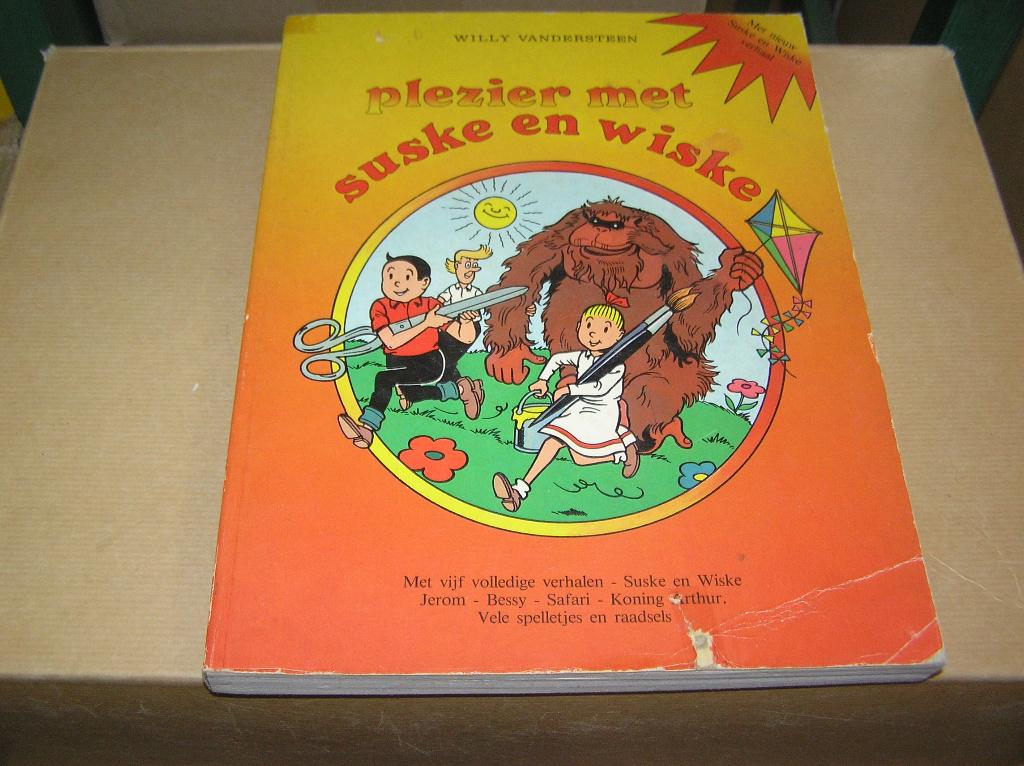 WILLY VANDERSTEEN
Met nieuw
Suske en Wiske
verhaal
plezier met
suske en wiske
Met vijf volledige verhalen - Suske en Wiske
Jerom - Bessy - Safari - Koning Arthur.
Vele spelletjes en raadsels